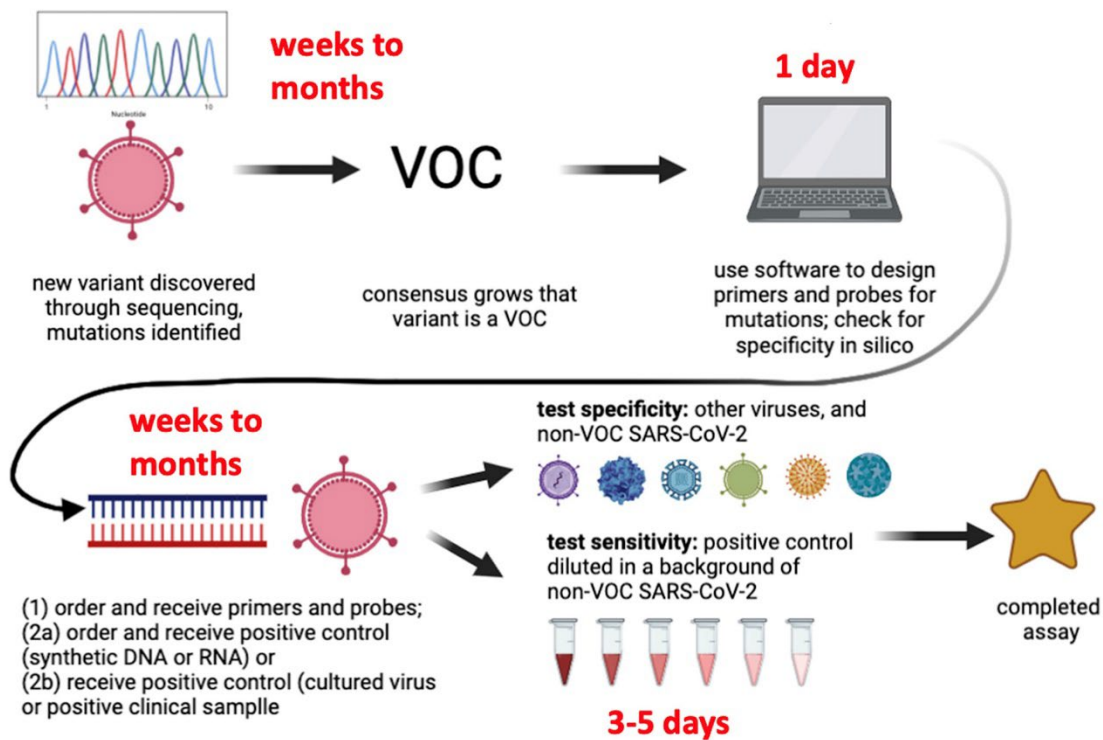 weeks to
months
1 day
1
10
Nucleotide
VOC
new variant discovered
through sequencing,
mutations identified
consensus grows that
variant is a VOC
use software to design
primers and probes for
mutations; check for
specificity in silico
weeks to
months
test specificity: other viruses, and
non-VOC SARS-CoV-2
test sensitivity: positive control
diluted in a background of
non-VOC SARS-CoV-2
completed
assay
(1) order and receive primers and probes;
(2a) order and receive positive control
(synthetic DNA or RNA) or
(2b) receive positive control (cultured virus
or positive clinical samplle
3-5 days